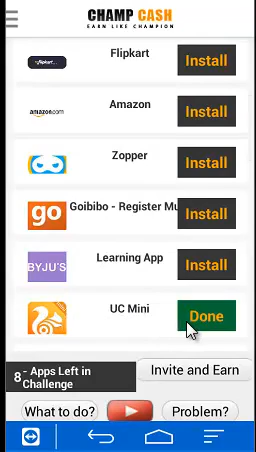 CHAMP CASH
EARN LIKE CHAMPION
Flipkart
Install
amazon.com
Amazon
Install
Zopper
Install
go
Goibibo - Register Mu
Install
BYJU'S
Learning App
Install
UC Mini
Done
8 - Apps Left in
Challenge
Invite and Earn
What to do?
Problem?